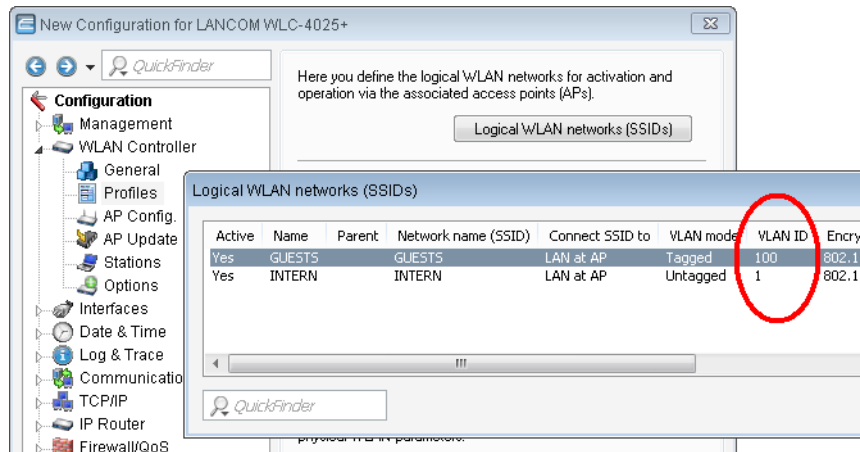 New Configuration for LANCOM WLC-4025+
QuickFinder
Here you define the logical WLAN networks for activation and
operation via the associated access points (APs).
Logical WLAN networks (SSIDs)
Configuration
Management
WLAN Controller
General
Profiles
AP Config.
AP Update
Stations
Options
Interfaces
Date & Time
Log & Trace
Communicatio
TCP/IP
IP Router
Firewall/QoS
Logical WLAN networks (SSIDs)
Active Name Parent Network name (SSID) Connect SSID to VLAN mode VLAN ID Encry
Yes GUESTS GUESTS LAN at AP Tagged 100 802.1
Yes INTERN INTERN LAN at AP Untagged 1 802.1
QuickFinder
physical WLAN parameters.